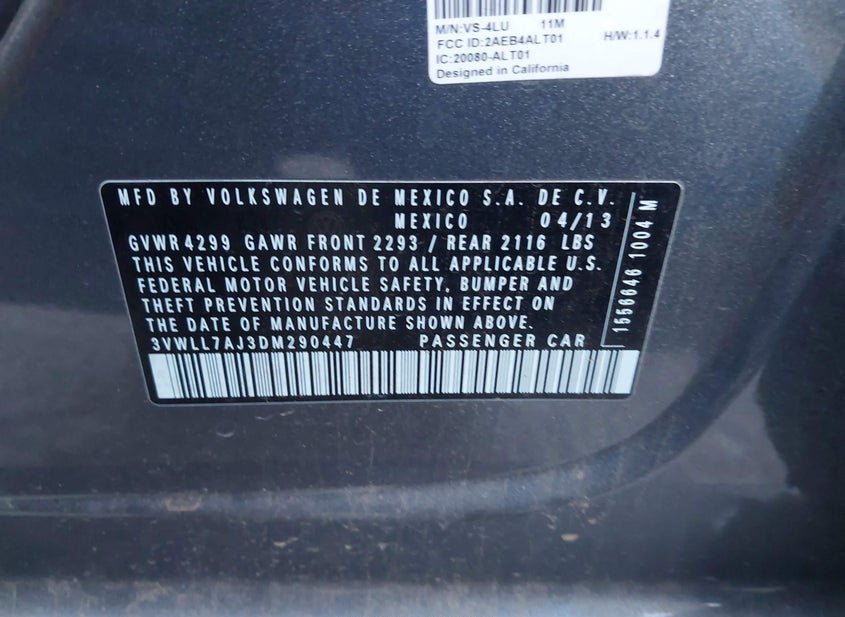 M/N:VS-4LU 11M
FCC ID:2AEB4ALT01 H/W:1.1.4
IC:20080-ALT01
Designed in California
MFD BY VOLKSWAGEN DE MEXICO S.A. DE C.V.
MEXICO 04/13
GVWR 4299 GAWR FRONT 2293 / REAR 2116 LBS
THIS VEHICLE CONFORMS TO ALL APPLICABLE U.S.
FEDERAL MOTOR VEHICLE SAFETY, BUMPER AND
THEFT PREVENTION STANDARDS IN EFFECT ON
THE DATE OF MANUFACTURE SHOWN ABOVE.
3VWLL7AJ3DM290447 PASSENGER CAR
1556646 1004 M